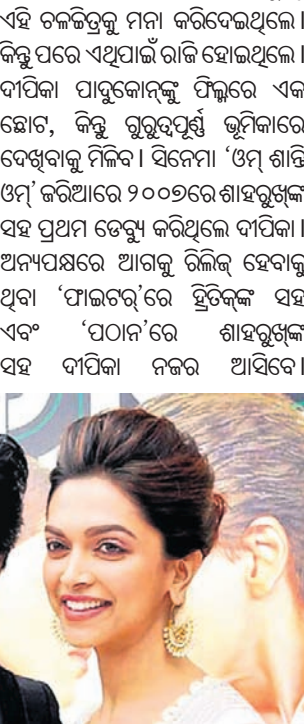 ଏହି ଚଳଚ୍ଚିତ୍ରକୁ ମନା କରିଦେଇଥିଲେ।
କିନ୍ତୁ ପରେ ଏଥିପାଇଁ ରାଜି ହୋଇଥିଲେ।
ଦୀପିକା ପାଦୁକୋନ୍‌ଙ୍କୁ ଫିଲ୍ମରେ ଏକ
ଛୋଟ, କିନ୍ତୁ ଗୁରୁତ୍ୱପୂର୍ଣ୍ଣ ଭୂମିକାରେ
ଦେଖିବାକୁ ମିଳିବ। ସିନେମା ‘ଓମ୍ ଶାନ୍ତି
ଓମ୍’ ଜରିଆରେ ୨୦୦୭ରେ ଶାହରୁଖ୍‌ଙ୍କ
ସହ ପ୍ରଥମ ଡେବ୍ୟୁ କରିଥିଲେ ଦୀପିକା।
ଅନ୍ୟପକ୍ଷରେ ଆଗକୁ ରିଲିଜ୍ ହେବାକୁ
ଥିବା ‘ଫାଇଟର୍’ରେ ହ୍ରିତିକ୍‌ଙ୍କ ସହ
ଏବଂ ‘ପଠାନ’ରେ ଶାହରୁଖ୍‌ଙ୍କ
ସହ ଦୀପିକା ନଜର ଆସିବେ।